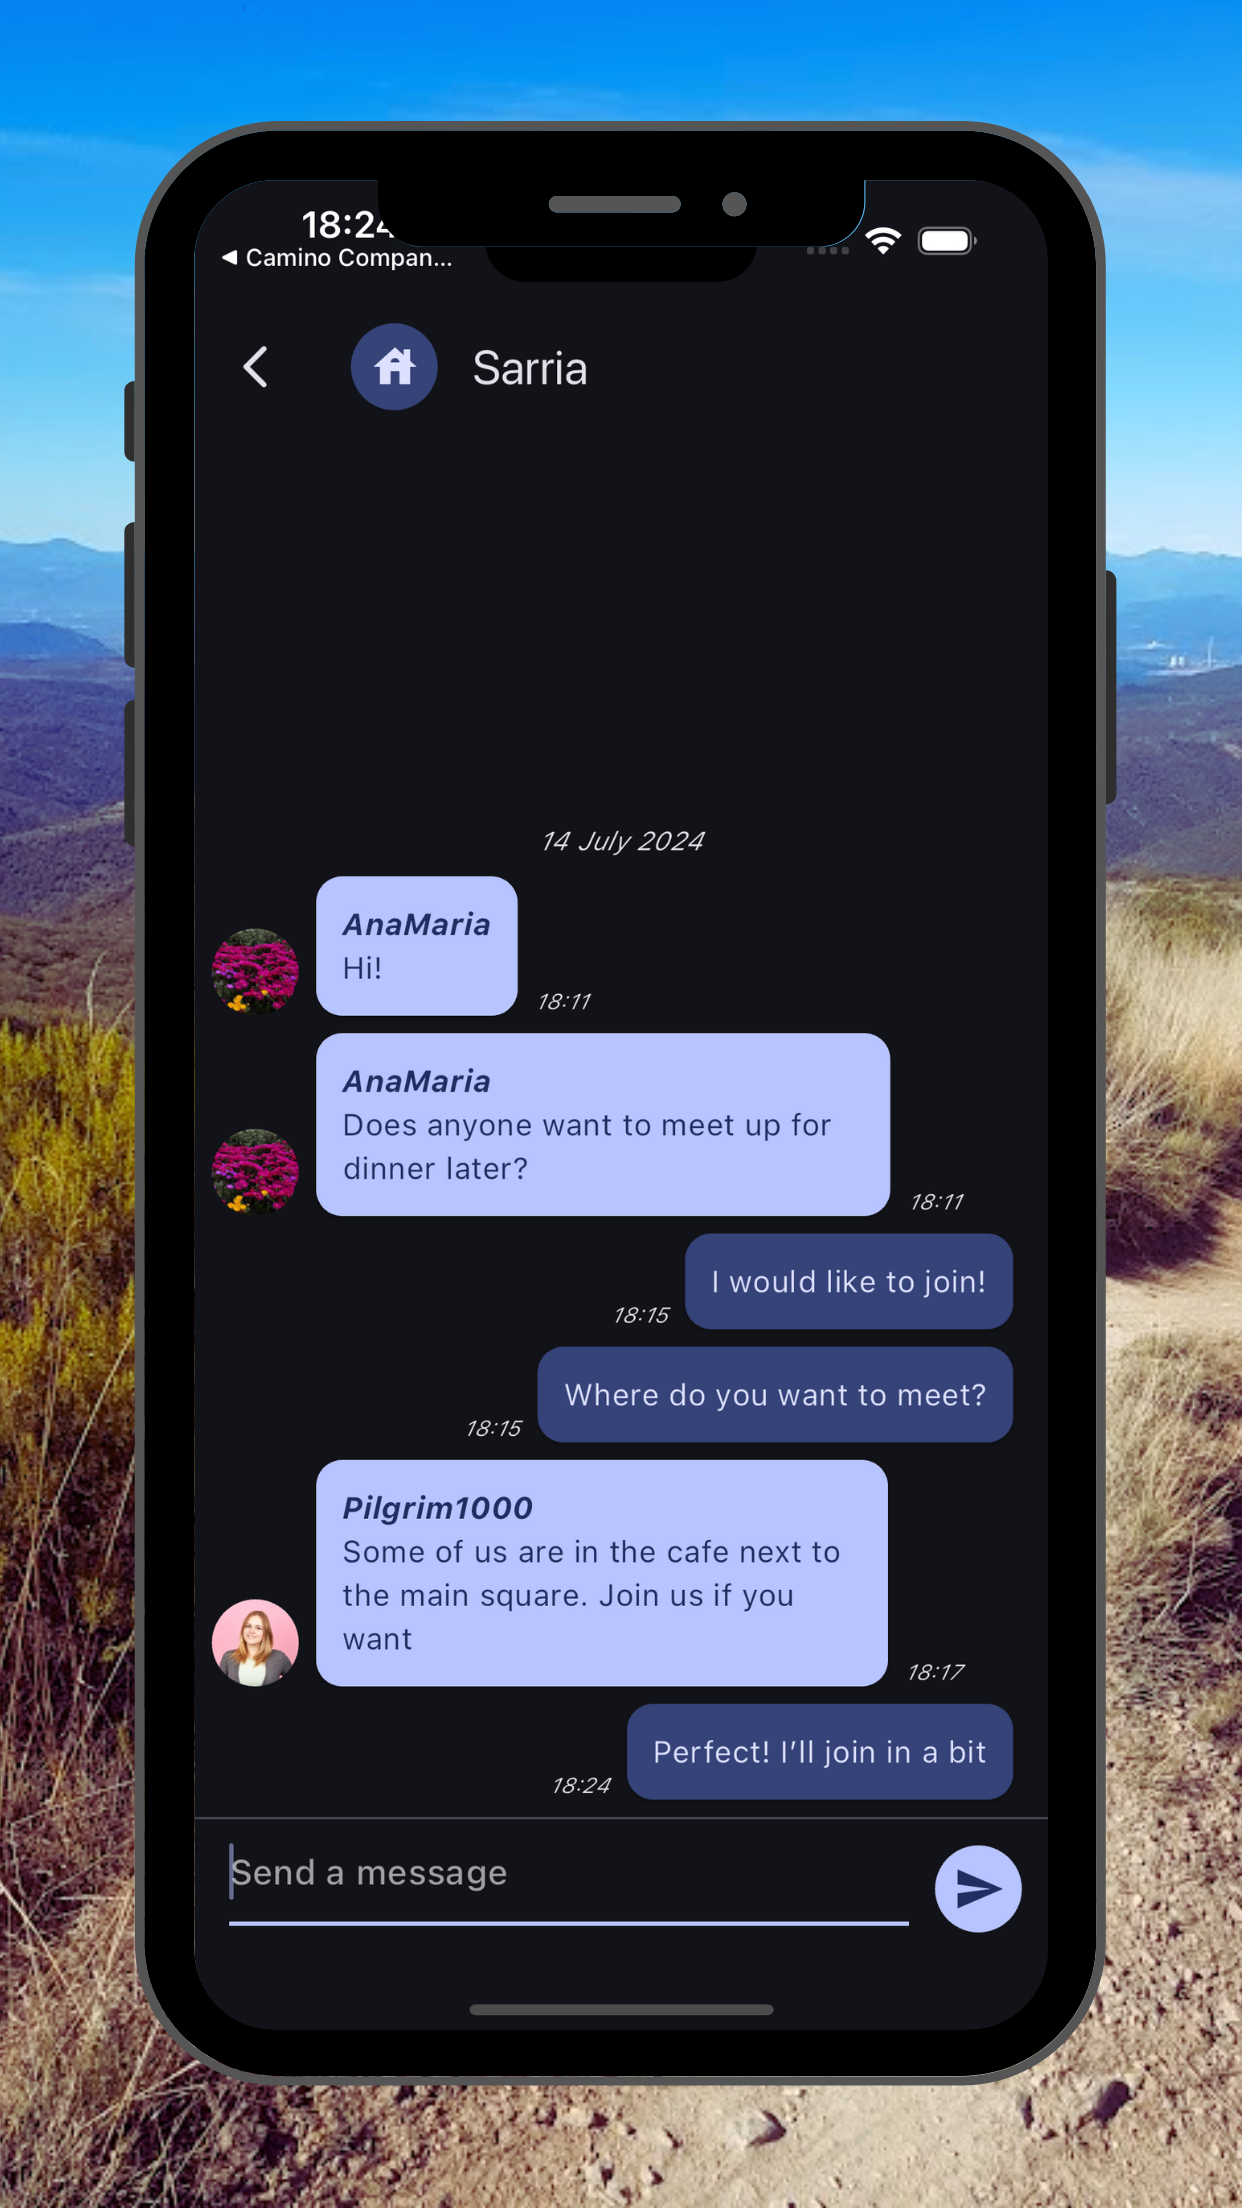 18:24
Camino Compan...
Sarria
14 July 2024
AnaMaria
Hi!
18:11
AnaMaria
Does anyone want to meet up for
dinner later?
18:11
I would like to join!
18:15
Where do you want to meet?
18:15
Pilgrim1000
Some of us are in the cafe next to
the main square. Join us if you
want
18:17
Perfect! I’ll join in a bit
18:24
Send a message